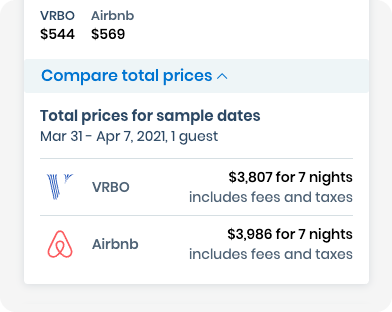 VRBO Airbnb
$544 $569
Compare total prices
Total prices for sample dates
Mar 31 - Apr 7, 2021, 1 guest
VRBO $3,807 for 7 nights
includes fees and taxes
Airbnb $3,986 for 7 nights
includes fees and taxes